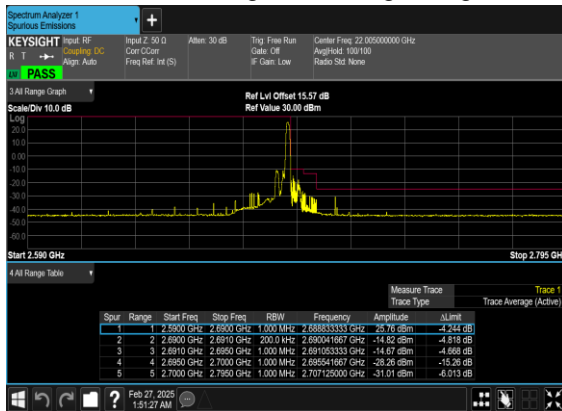 Spectrum Analyzer 1
Spurious Emissions
+
KEYSIGHT Input: RF Input Z: 50 Ω Atten: 30 dB Trig: Free Run Center Freq: 22.005000000 GHz
R T Coupling: DC Corr CCorr Gate: Off Avg|Hold: 100/100
Align: Auto Freq Ref: Int (S) IF Gain: Low Radio Std: None
PASS
3 All Range Graph
Ref Lvl Offset 15.57 dB
Scale/Div 10.0 dB Ref Value 30.00 dBm
Log
20.0
10.0
0.00
-10.0
-20.0
-30.0
-40.0
-50.0
-60.0
Start 2.590 GHz Stop 2.795 GH
4 All Range Table
Measure Trace Trace 1
Trace Type Trace Average (Active)
Spur Range Start Freq Stop Freq RBW Frequency Amplitude ΔLimit
1 1 2.5900 GHz 2.6900 GHz 1.000 MHz 2.688833333 GHz 25.76 dBm -4.244 dB
2 2 2.6900 GHz 2.6910 GHz 200.0 kHz 2.690041667 GHz -14.82 dBm -4.818 dB
3 3 2.6910 GHz 2.6950 GHz 1.000 MHz 2.691053333 GHz -14.67 dBm -4.668 dB
4 4 2.6950 GHz 2.7000 GHz 1.000 MHz 2.695541667 GHz -28.26 dBm -15.26 dB
5 5 2.7000 GHz 2.7950 GHz 1.000 MHz 2.707125000 GHz -31.01 dBm -6.013 dB
? Feb 27, 2025
1:51:27 AM